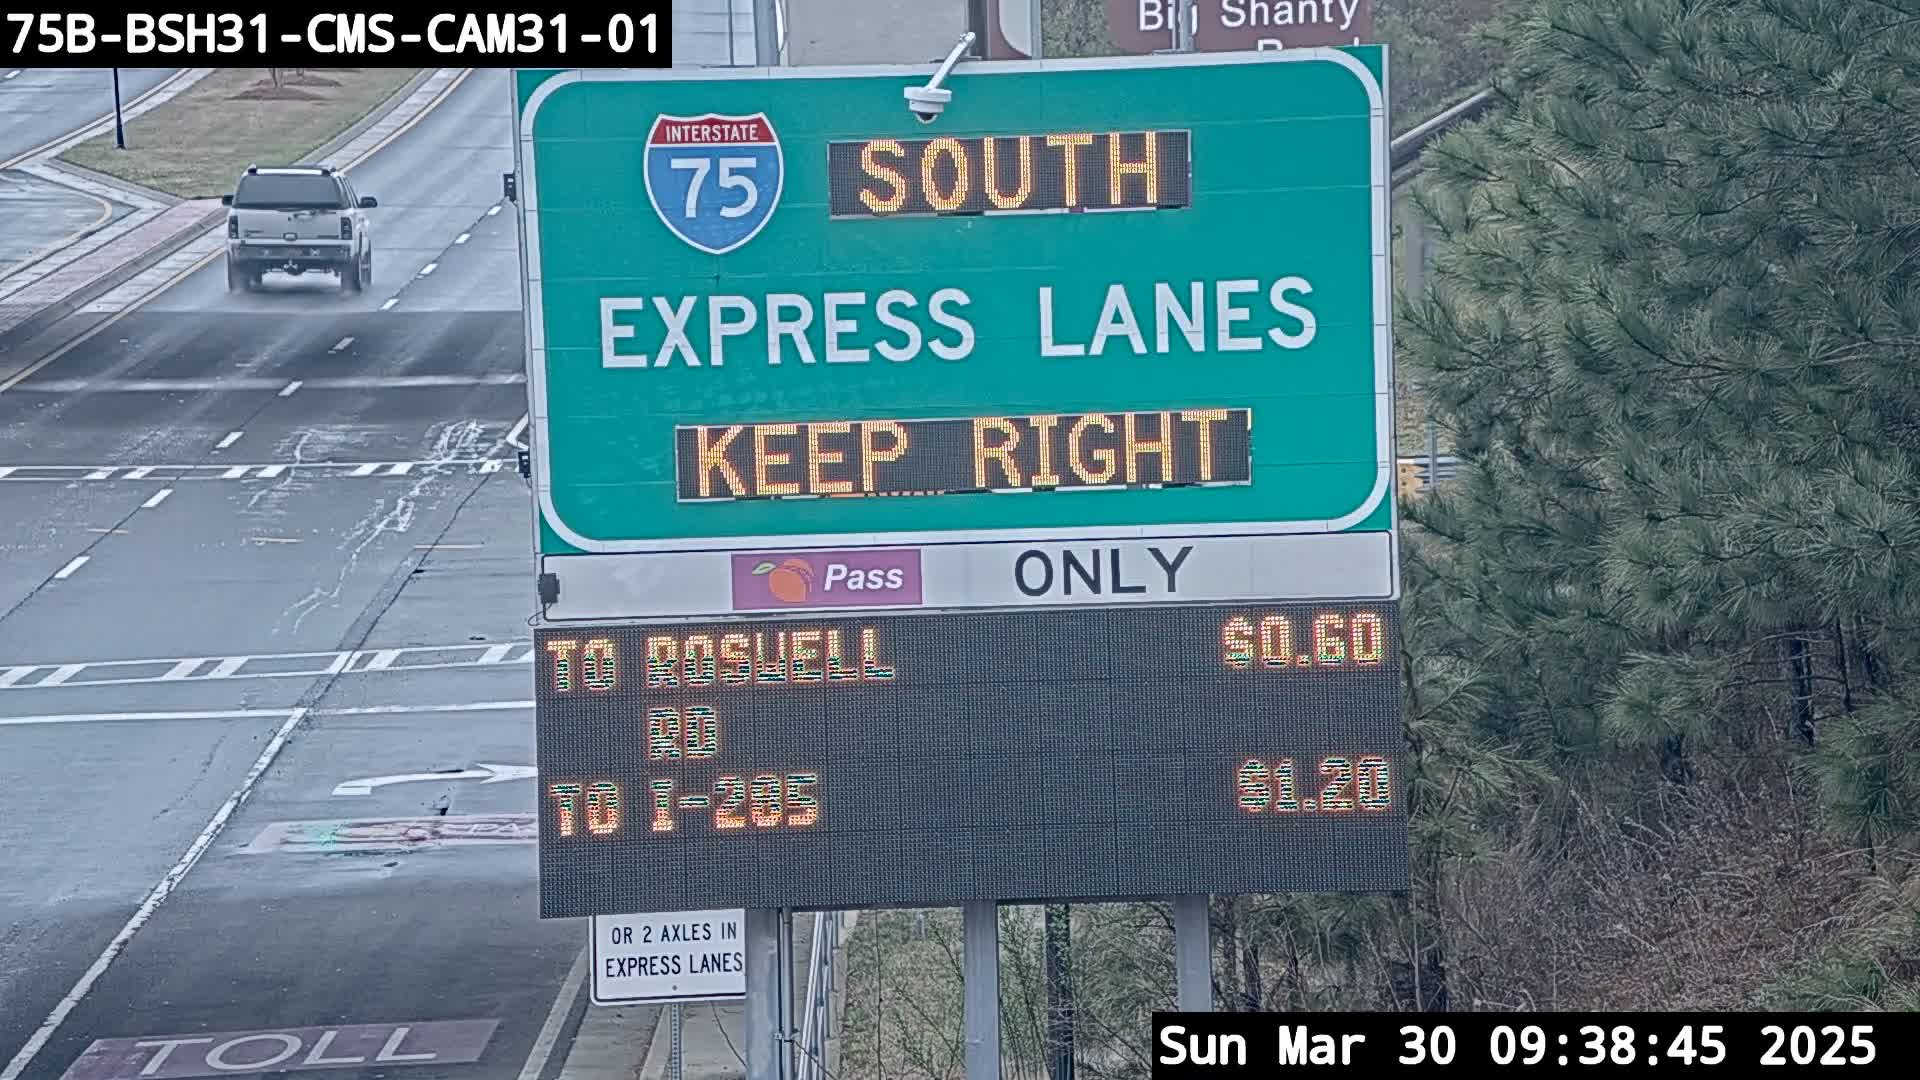 75B-BSH31-CMS-CAM31-01
Big Shanty
Road
INTERSTATE
75
SOUTH
EXPRESS LANES
KEEP RIGHT
Pass ONLY
TO ROSWELL $0.60
RD
TO I-285 $1.20
OR 2 AXLES IN
EXPRESS LANES
TOLL
Sun Mar 30 09:38:45 2025